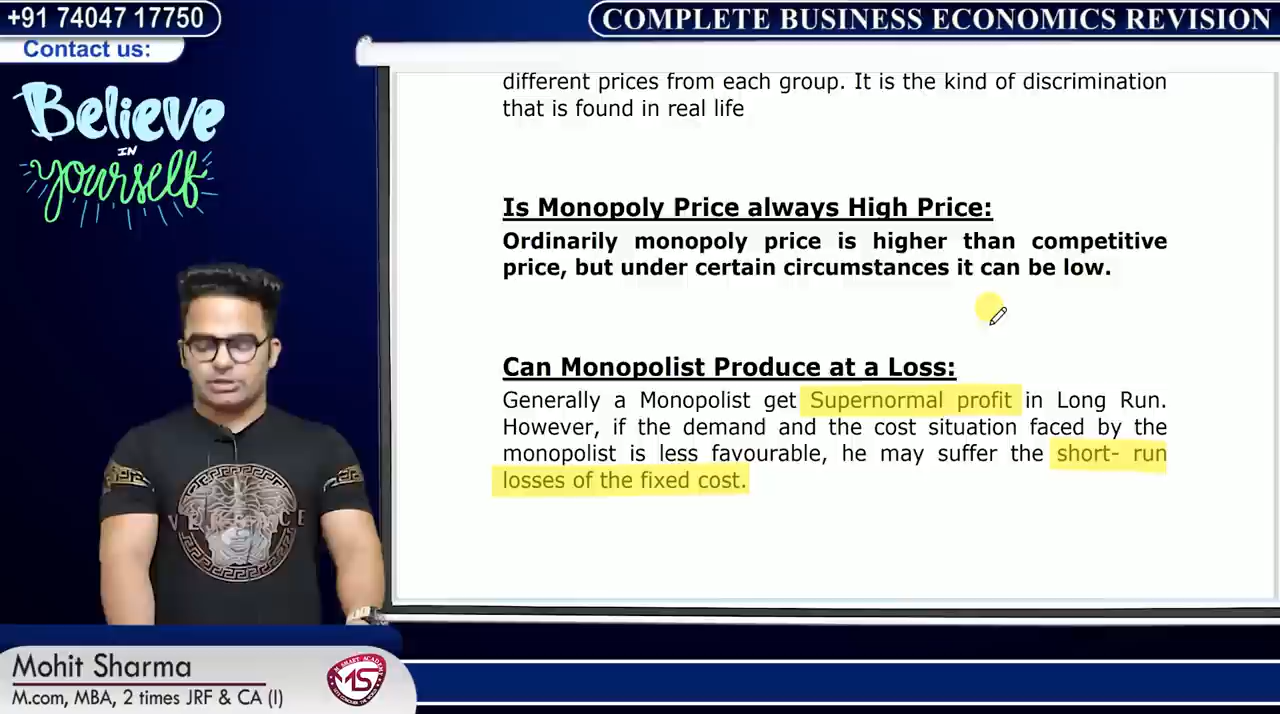 +91 74047 17750
COMPLETE BUSINESS ECONOMICS REVISION
Contact us:
Believe
IN
yourself
different prices from each group. It is the kind of discrimination
that is found in real life
Is Monopoly Price always High Price:
Ordinarily monopoly price is higher than competitive
price, but under certain circumstances it can be low.
Can Monopolist Produce at a Loss:
Generally a Monopolist get Supernormal profit in Long Run.
However, if the demand and the cost situation faced by the
monopolist is less favourable, he may suffer the short- run
losses of the fixed cost.
VERSACE
Mohit Sharma
M.com, MBA, 2 times JRF & CA (I)
MS